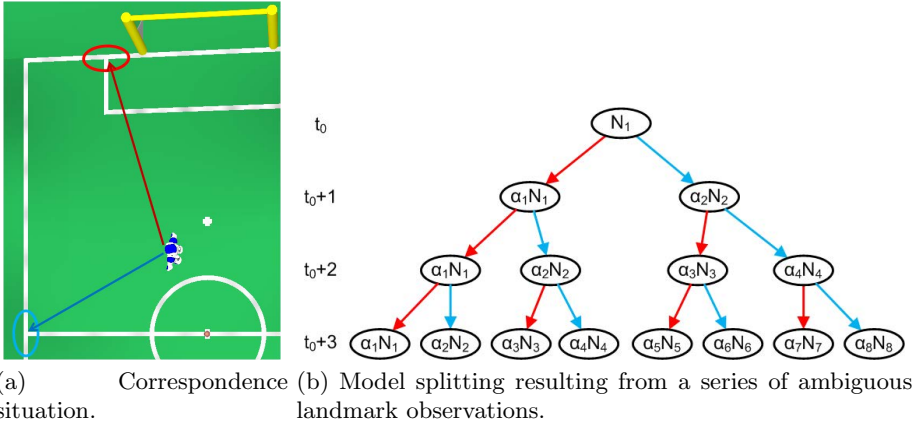 t₀ N₁
t₀+1 α₁N₁ α₂N₂
t₀+2 α₁N₁ α₂N₂ α₃N₃ α₄N₄
t₀+3 α₁N₁ α₂N₂ α₃N₃ α₄N₄ α₅N₅ α₆N₆ α₇N₇ α₈N₈
(a) Correspondence
situation.
(b) Model splitting resulting from a series of ambiguous
landmark observations.